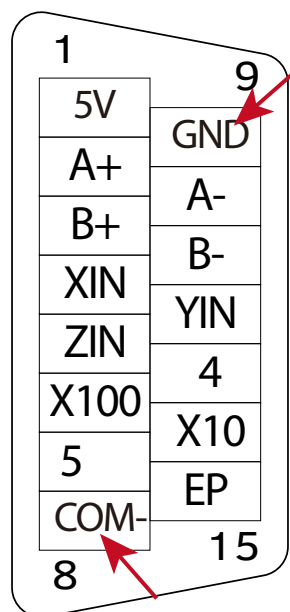 1
5V
A+
B+
XIN
ZIN
X100
5
COM-
8
9
GND
A-
B-
YIN
4
X10
EP
15